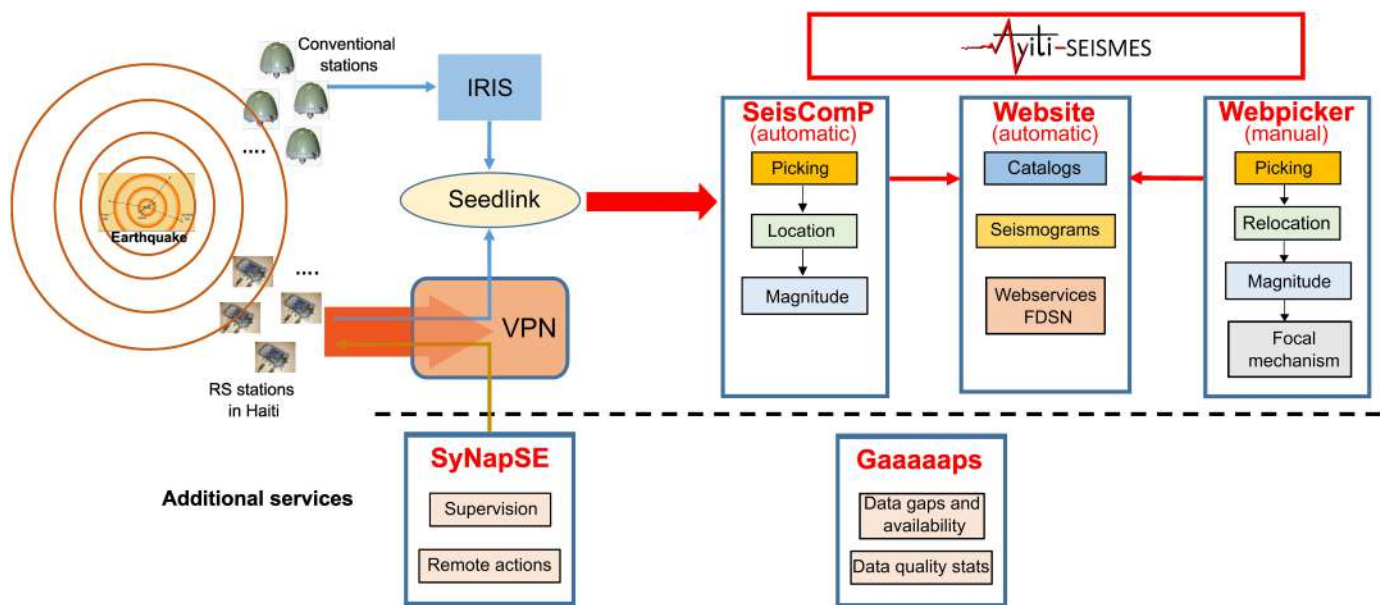 Conventional
stations
IRIS
Seedlink
VPN
Earthquake
....
....
RS stations
in Haiti
Ayiti-SEISMES
SeisComP
(automatic)
Picking
Location
Magnitude
Website
(automatic)
Catalogs
Seismograms
Webservices
FDSN
Webpicker
(manual)
Picking
Relocation
Magnitude
Focal
mechanism
Additional services
SyNapSE
Supervision
Remote actions
Gaaaaaps
Data gaps and
availability
Data quality stats